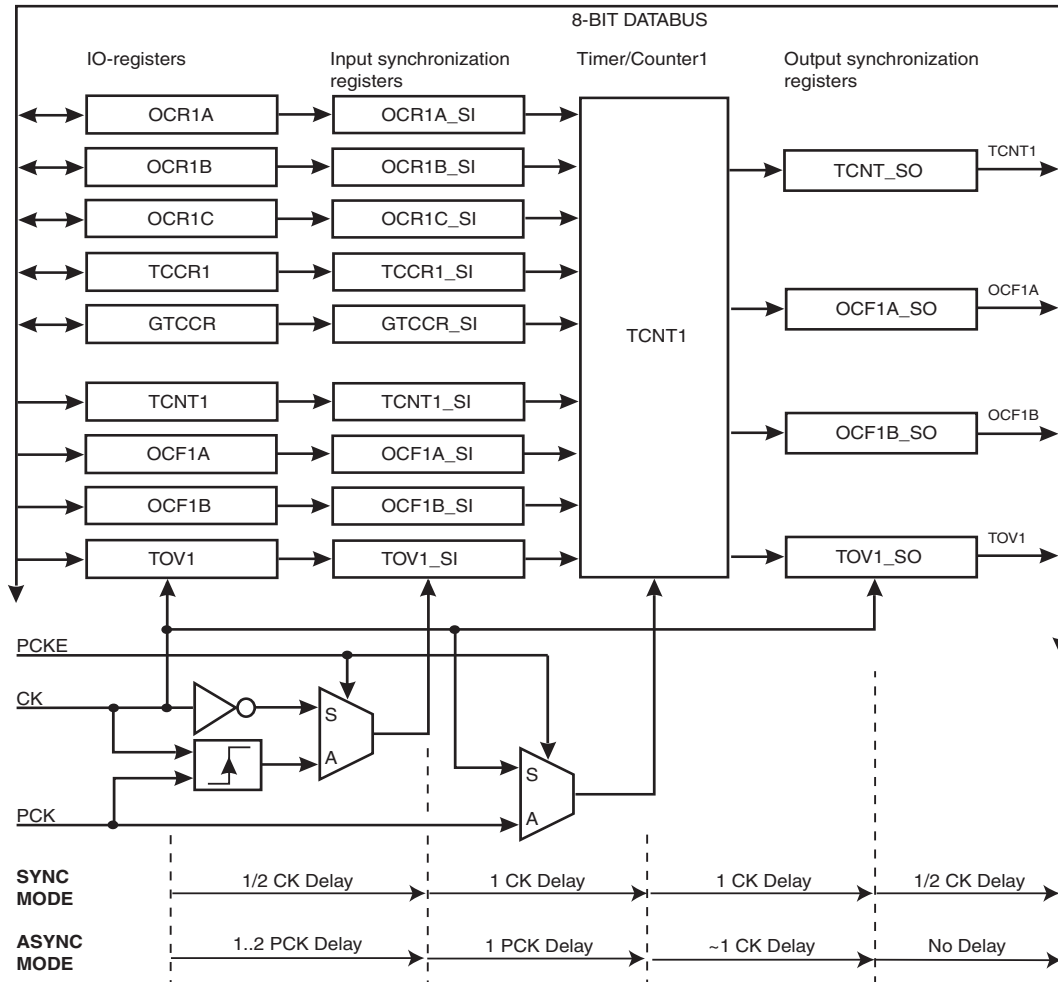 8-BIT DATABUS
IO-registers
Input synchronization
registers
Timer/Counter1
Output synchronization
registers
OCR1A
OCR1A_SI
OCR1B
OCR1B_SI
OCR1C
OCR1C_SI
TCCR1
TCCR1_SI
GTCCR
GTCCR_SI
TCNT1
TCNT1_SI
OCF1A
OCF1A_SI
OCF1B
OCF1B_SI
TOV1
TOV1_SI
TCNT1
TCNT_SO
TCNT1
OCF1A_SO
OCF1A
OCF1B_SO
OCF1B
TOV1_SO
TOV1
PCKE
CK
S
A
S
A
PCK
SYNC
MODE
1/2 CK Delay
1 CK Delay
1 CK Delay
1/2 CK Delay
ASYNC
MODE
1..2 PCK Delay
1 PCK Delay
~1 CK Delay
No Delay